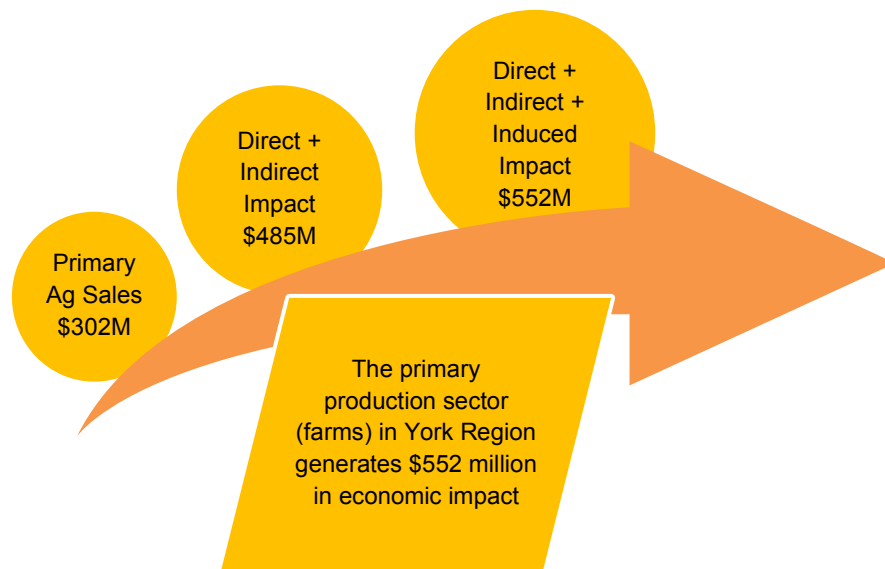 Primary
Ag Sales
$302M
Direct +
Indirect
Impact
$485M
Direct +
Indirect +
Induced
Impact
$552M
The primary
production sector
(farms) in York Region
generates $552 million
in economic impact